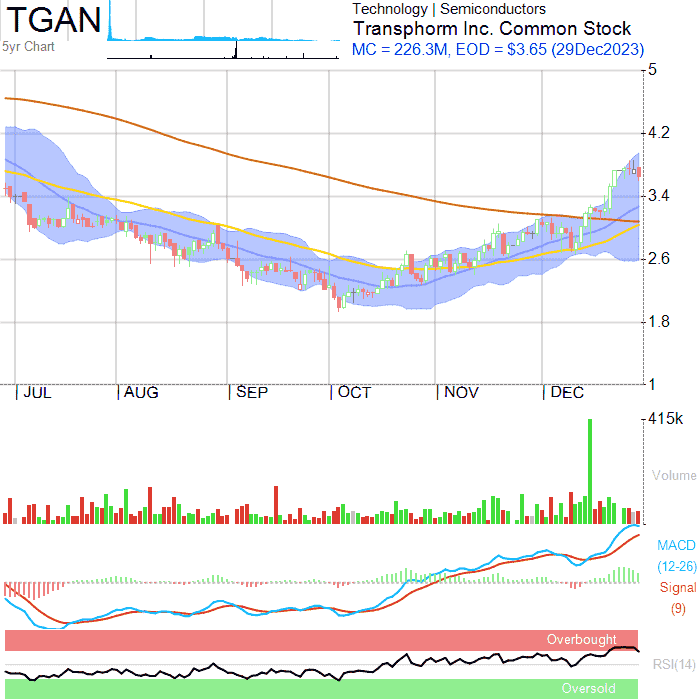 TGAN
5yr Chart
Technology | Semiconductors
Transphorm Inc. Common Stock
MC = 226.3M, EOD = $3.65 (29Dec2023)
5
4.2
3.4
2.6
1.8
1
JUL AUG SEP OCT NOV DEC
415k
Volume
MACD
(12-26)
Signal
(9)
Overbought
RSI(14)
Oversold